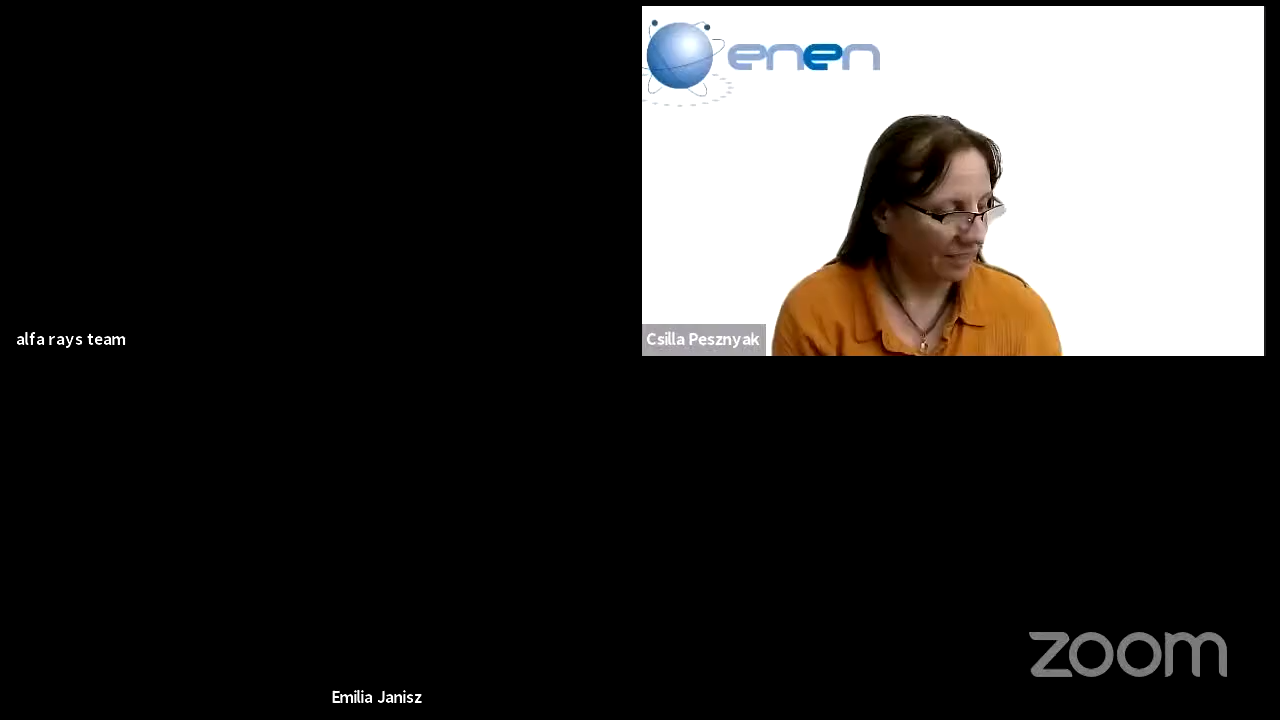 enen
alfa rays team
Csilla Pesznyak
zoom
Emilia Janisz